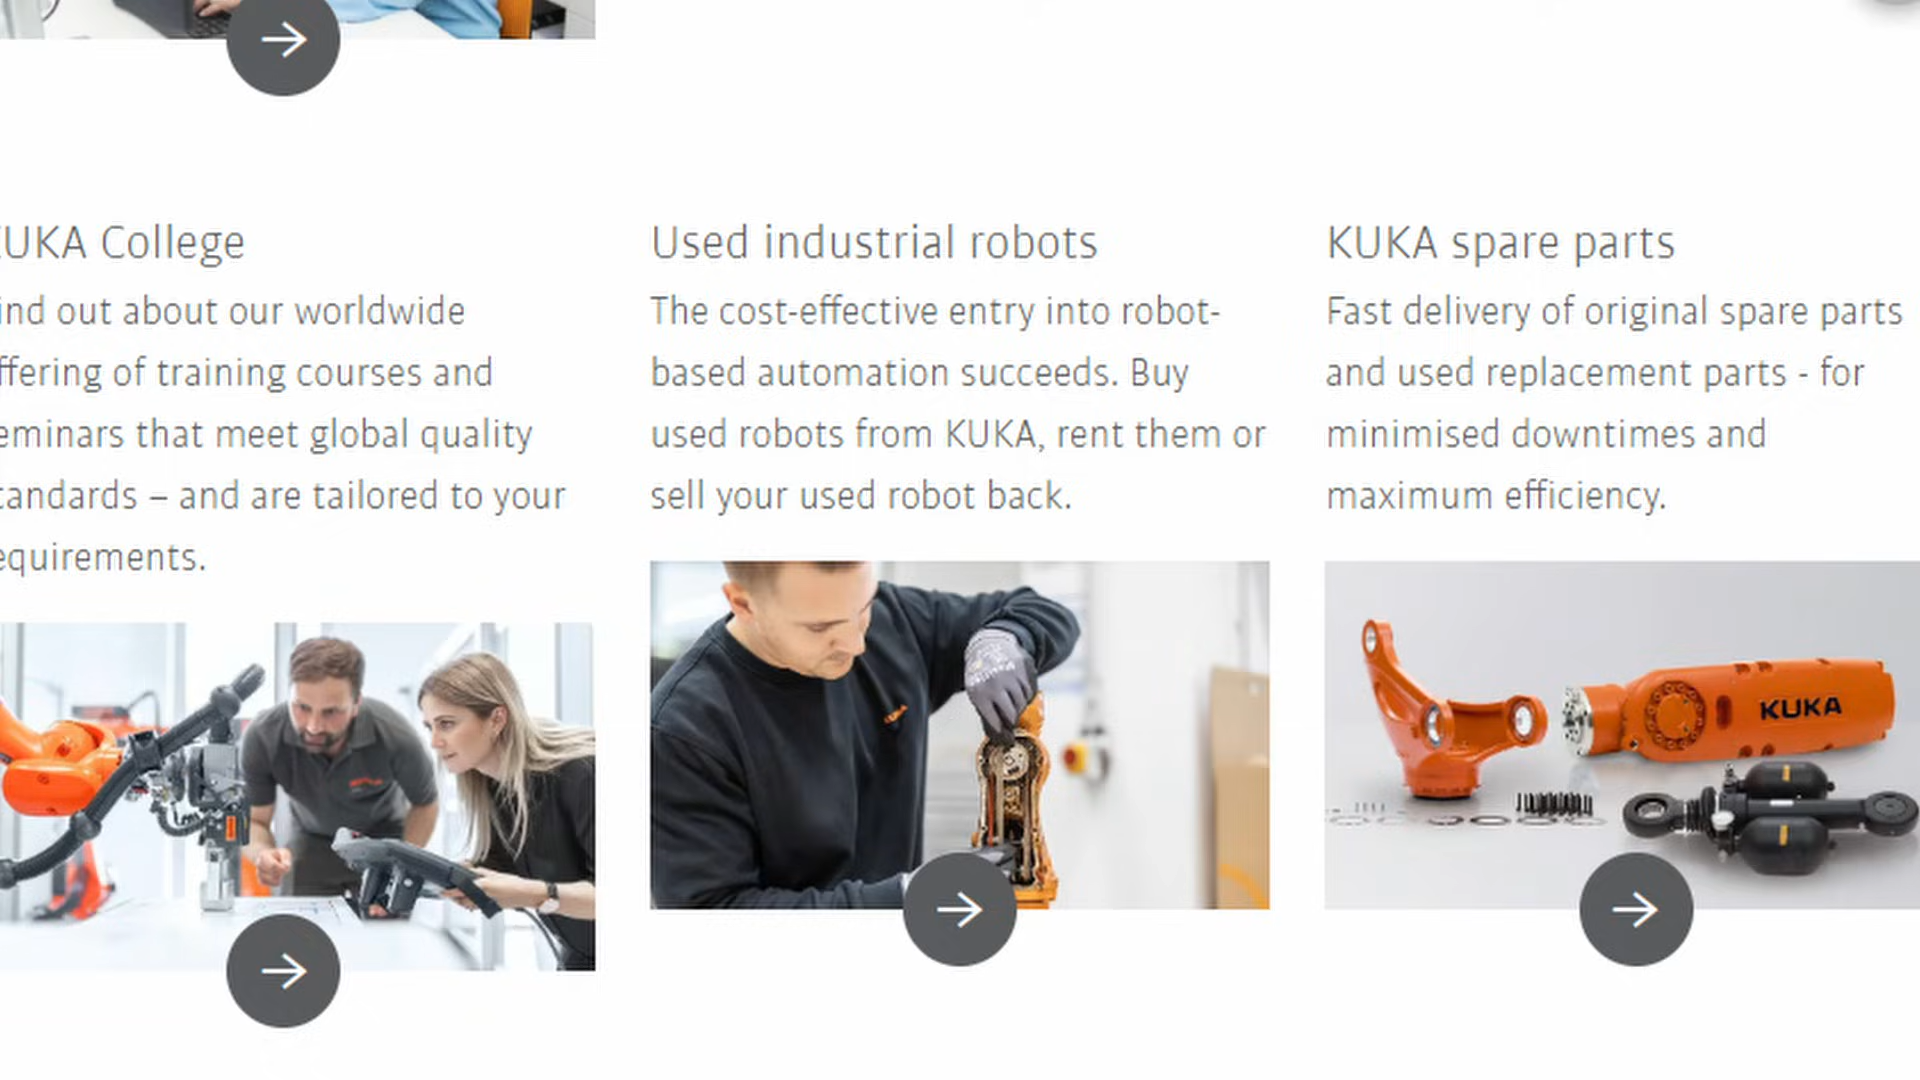 UKA College
ind out about our worldwide
ffering of training courses and
eminars that meet global quality
tandards – and are tailored to your
equirements.
Used industrial robots
The cost-effective entry into robot-
based automation succeeds. Buy
used robots from KUKA, rent them or
sell your used robot back.
KUKA spare parts
Fast delivery of original spare parts
and used replacement parts - for
minimised downtimes and
maximum efficiency.
KUKA